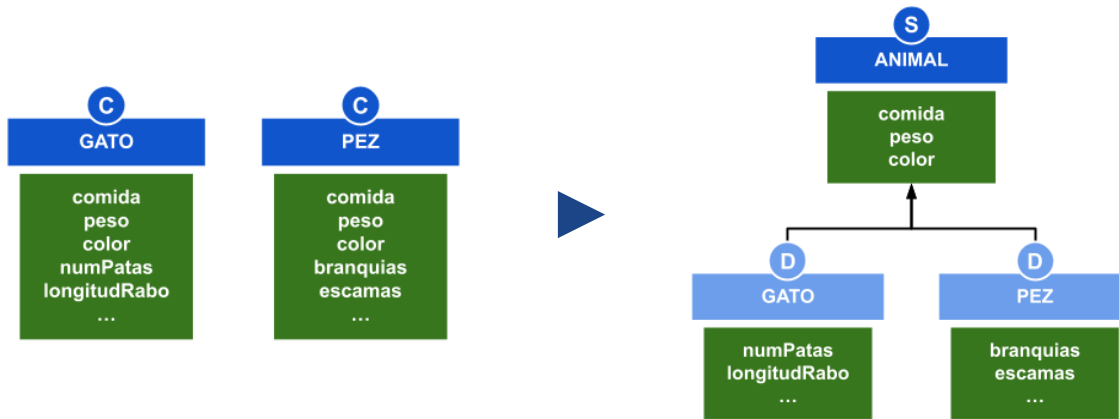 C
GATO
comida
peso
color
numPatas
longitudRabo
...
C
PEZ
comida
peso
color
branquias
escamas
...
S
ANIMAL
comida
peso
color
D
GATO
numPatas
longitudRabo
...
D
PEZ
branquias
escamas
...